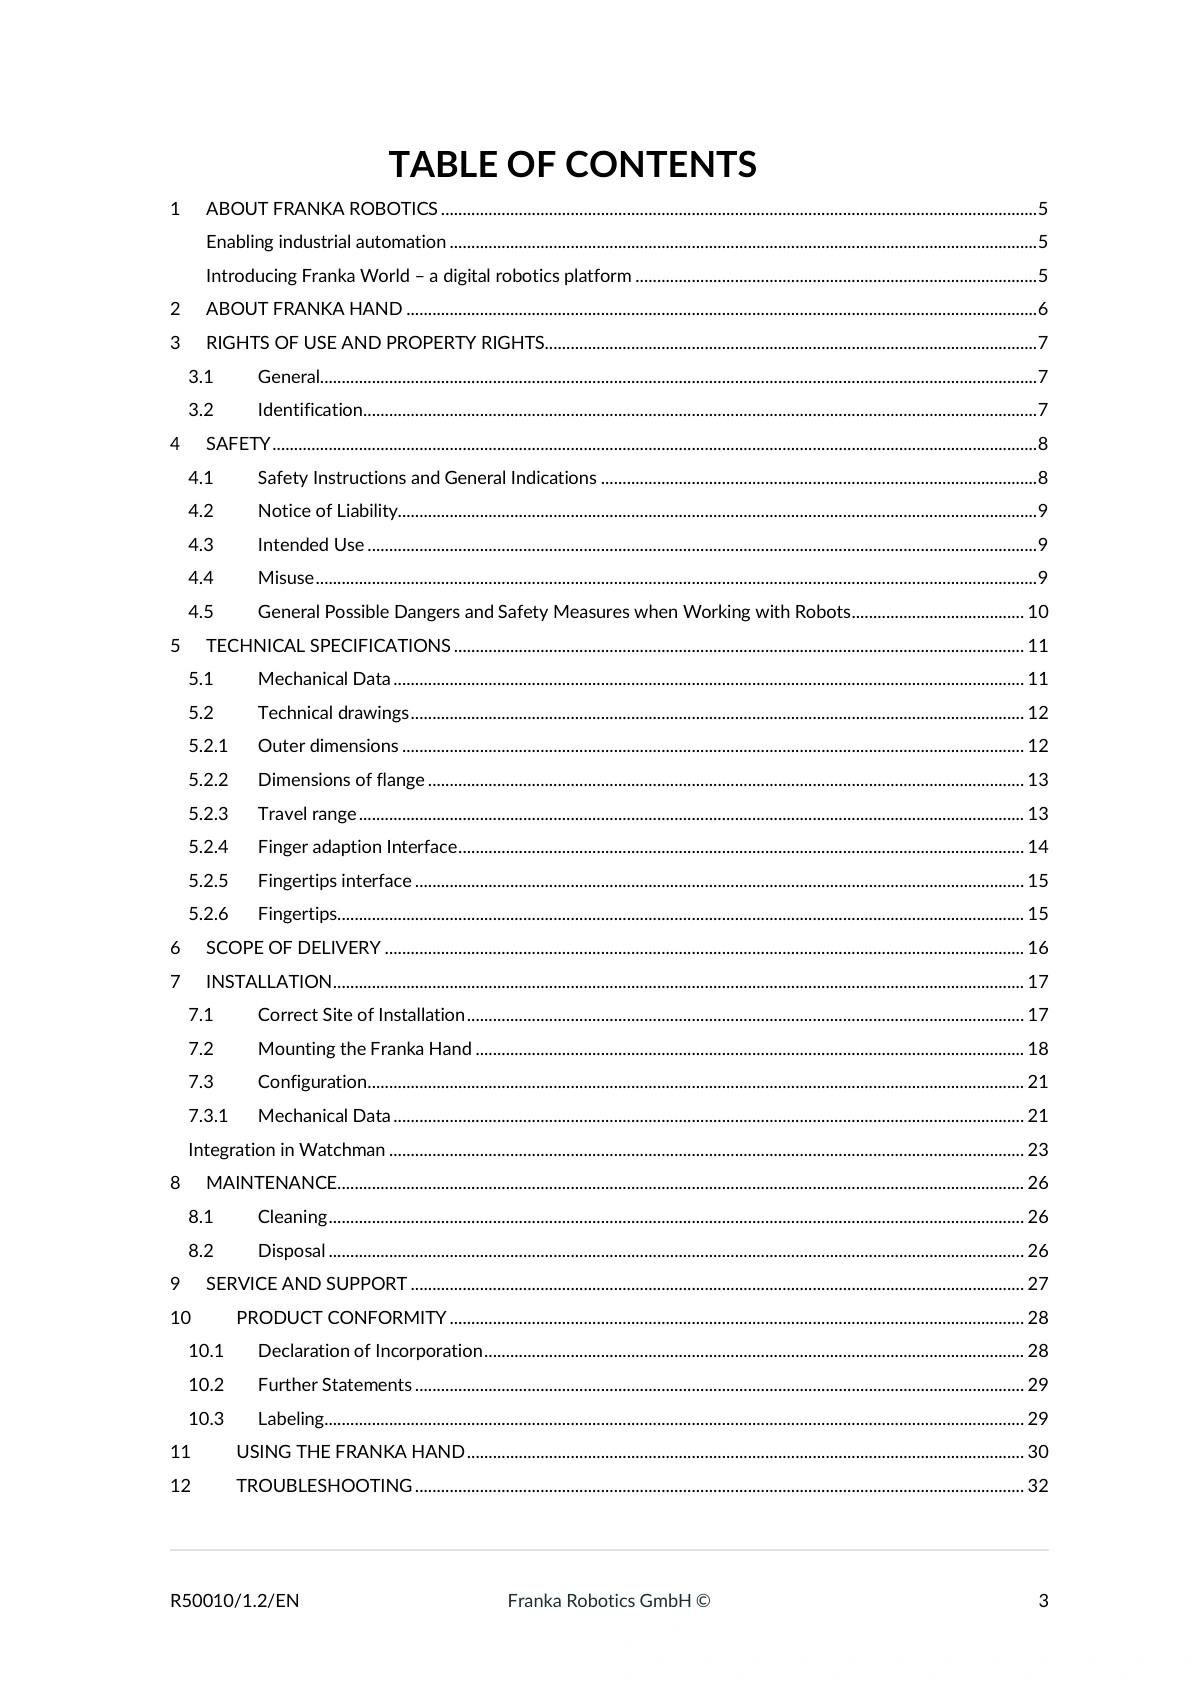 TABLE OF CONTENTS
1 ABOUT FRANKA ROBOTICS 5
Enabling industrial automation 5
Introducing Franka World – a digital robotics platform 5
2 ABOUT FRANKA HAND 6
3 RIGHTS OF USE AND PROPERTY RIGHTS 7
3.1 General 7
3.2 Identification 7
4 SAFETY 8
4.1 Safety Instructions and General Indications 8
4.2 Notice of Liability 9
4.3 Intended Use 9
4.4 Misuse 9
4.5 General Possible Dangers and Safety Measures when Working with Robots 10
5 TECHNICAL SPECIFICATIONS 11
5.1 Mechanical Data 11
5.2 Technical drawings 12
5.2.1 Outer dimensions 12
5.2.2 Dimensions of flange 13
5.2.3 Travel range 13
5.2.4 Finger adaption Interface 14
5.2.5 Fingertips interface 15
5.2.6 Fingertips 15
6 SCOPE OF DELIVERY 16
7 INSTALLATION 17
7.1 Correct Site of Installation 17
7.2 Mounting the Franka Hand 18
7.3 Configuration 21
7.3.1 Mechanical Data 21
Integration in Watchman 23
8 MAINTENANCE 26
8.1 Cleaning 26
8.2 Disposal 26
9 SERVICE AND SUPPORT 27
10 PRODUCT CONFORMITY 28
10.1 Declaration of Incorporation 28
10.2 Further Statements 29
10.3 Labeling 29
11 USING THE FRANKA HAND 30
12 TROUBLESHOOTING 32
R50010/1.2/EN Franka Robotics GmbH © 3